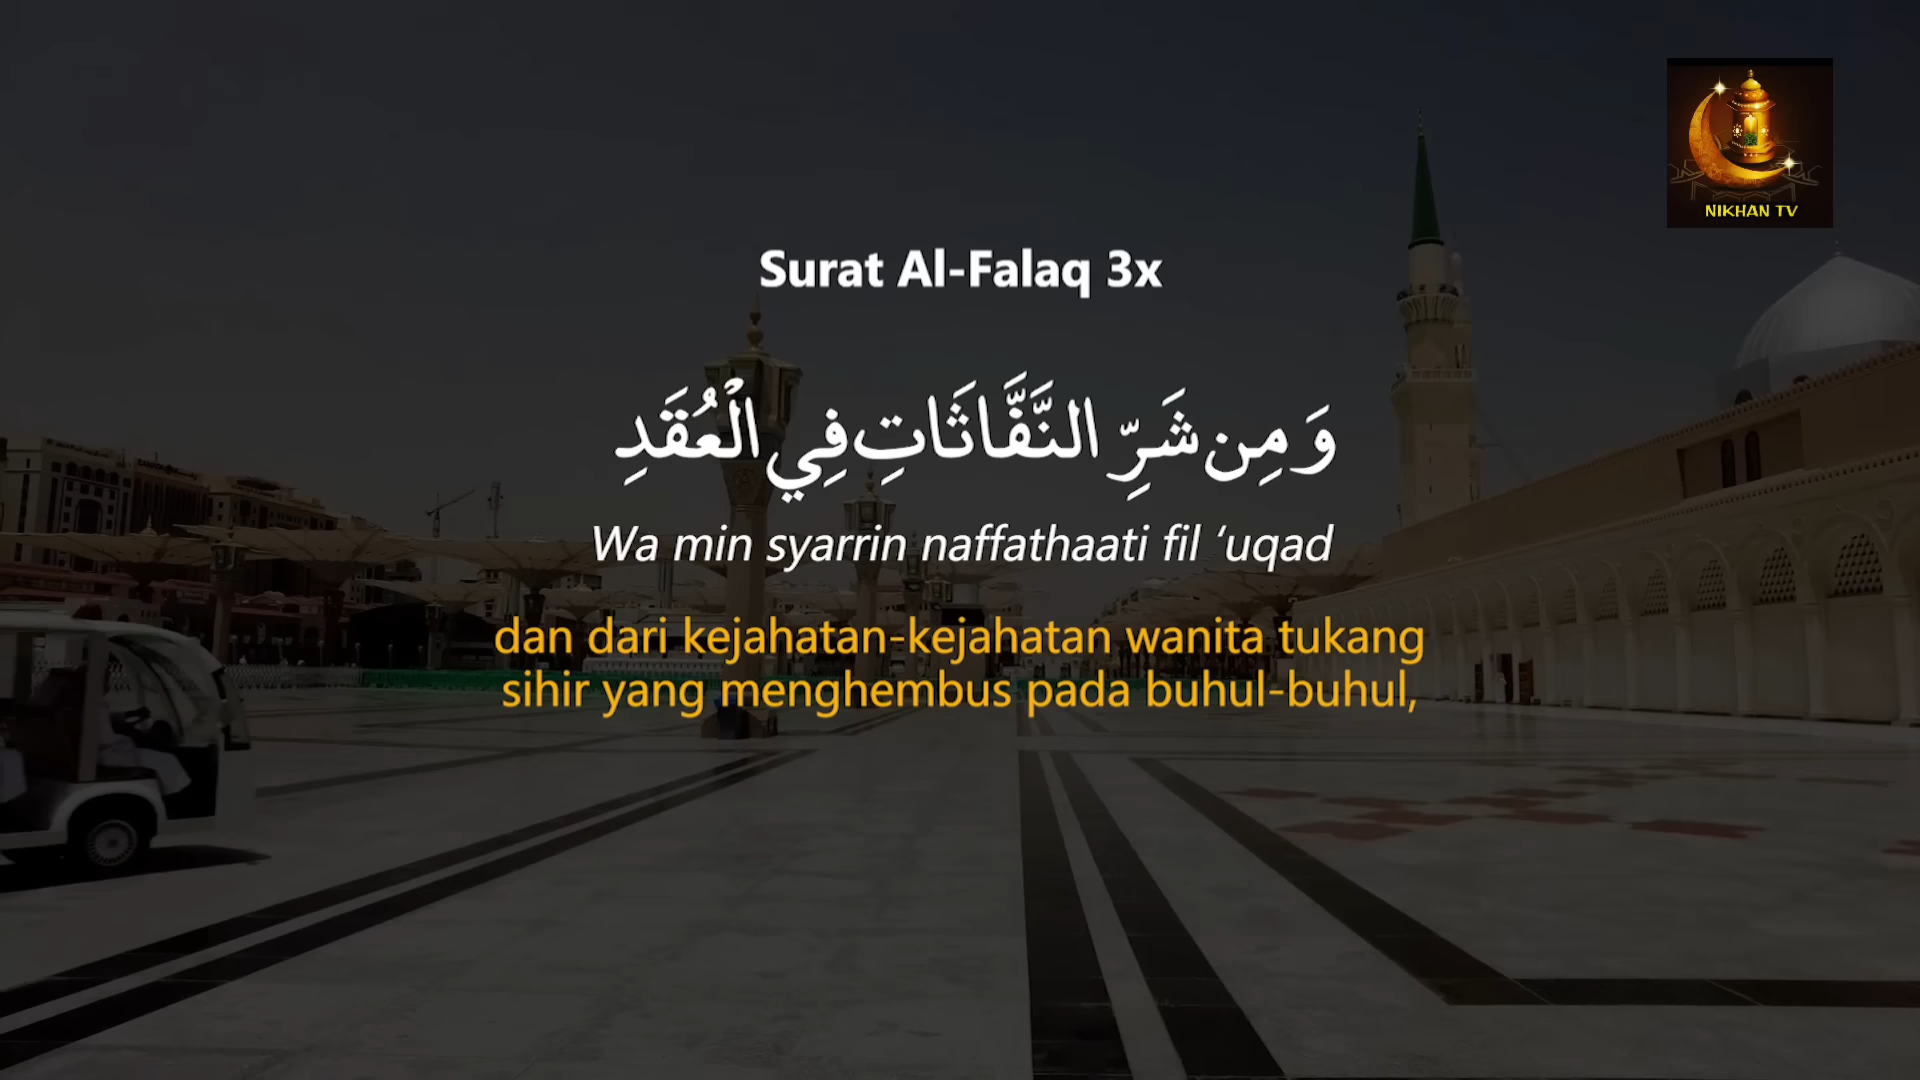 NIKHAN TV
Surat Al-Falaq 3x
وَمِن شَرِّ النَّفَّاثَاتِ فِي الْعُقَدِ
Wa min syarrin naffathaati fil ‘uqad
dan dari kejahatan-kejahatan wanita tukang
sihir yang menghembus pada buhul-buhul,